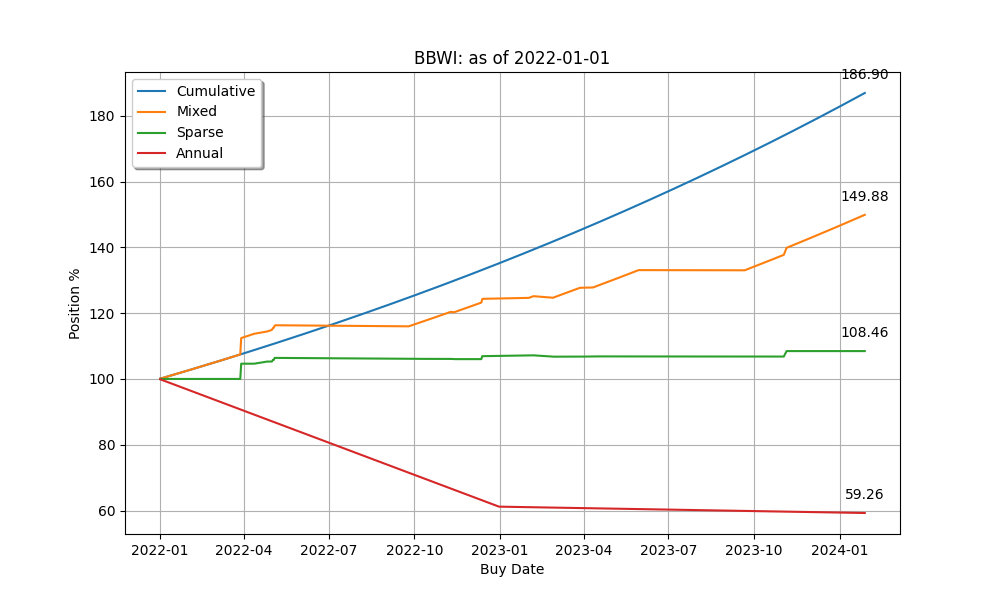 BBWI: as of 2022-01-01
Cumulative
Mixed
Sparse
Annual
186.90
149.88
108.46
59.26
180
160
140
120
100
80
60
Position %
2022-01 2022-04 2022-07 2022-10 2023-01 2023-04 2023-07 2023-10 2024-01
Buy Date